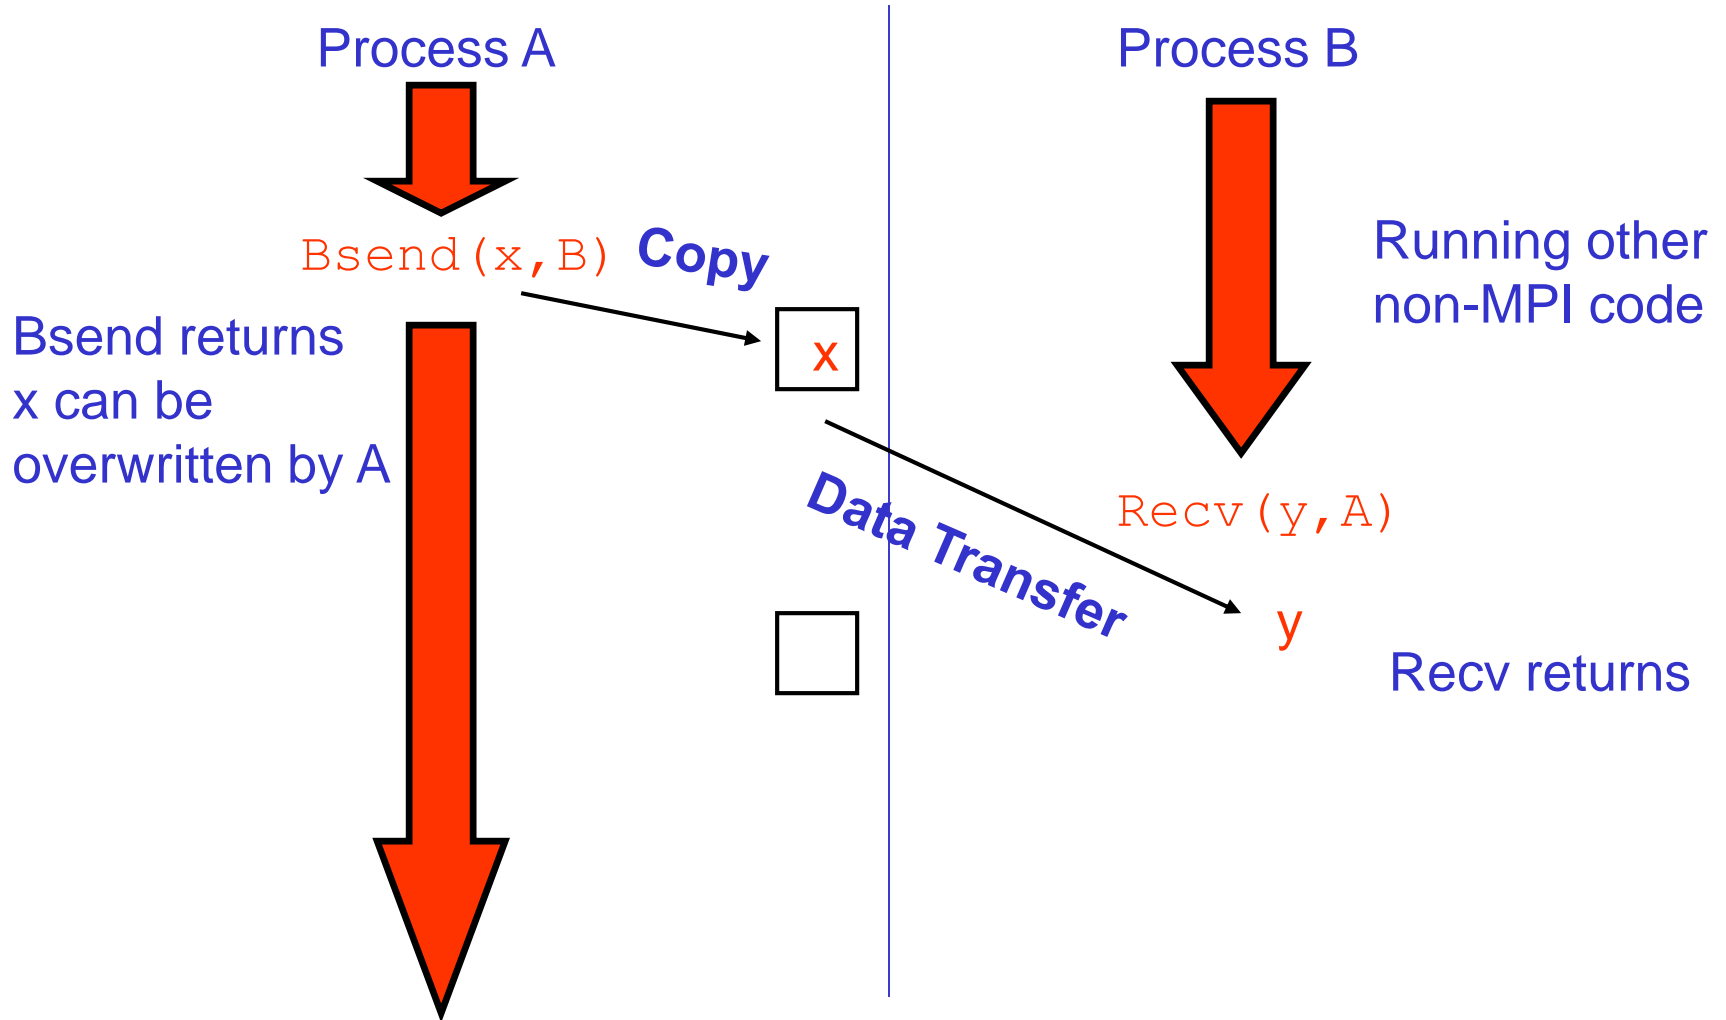 Process A
Process B
Bsend(x,B)
Copy
Running other
non-MPI code
Bsend returns
x can be
overwritten by A
x
Data Transfer
Recv(y,A)
y
Recv returns